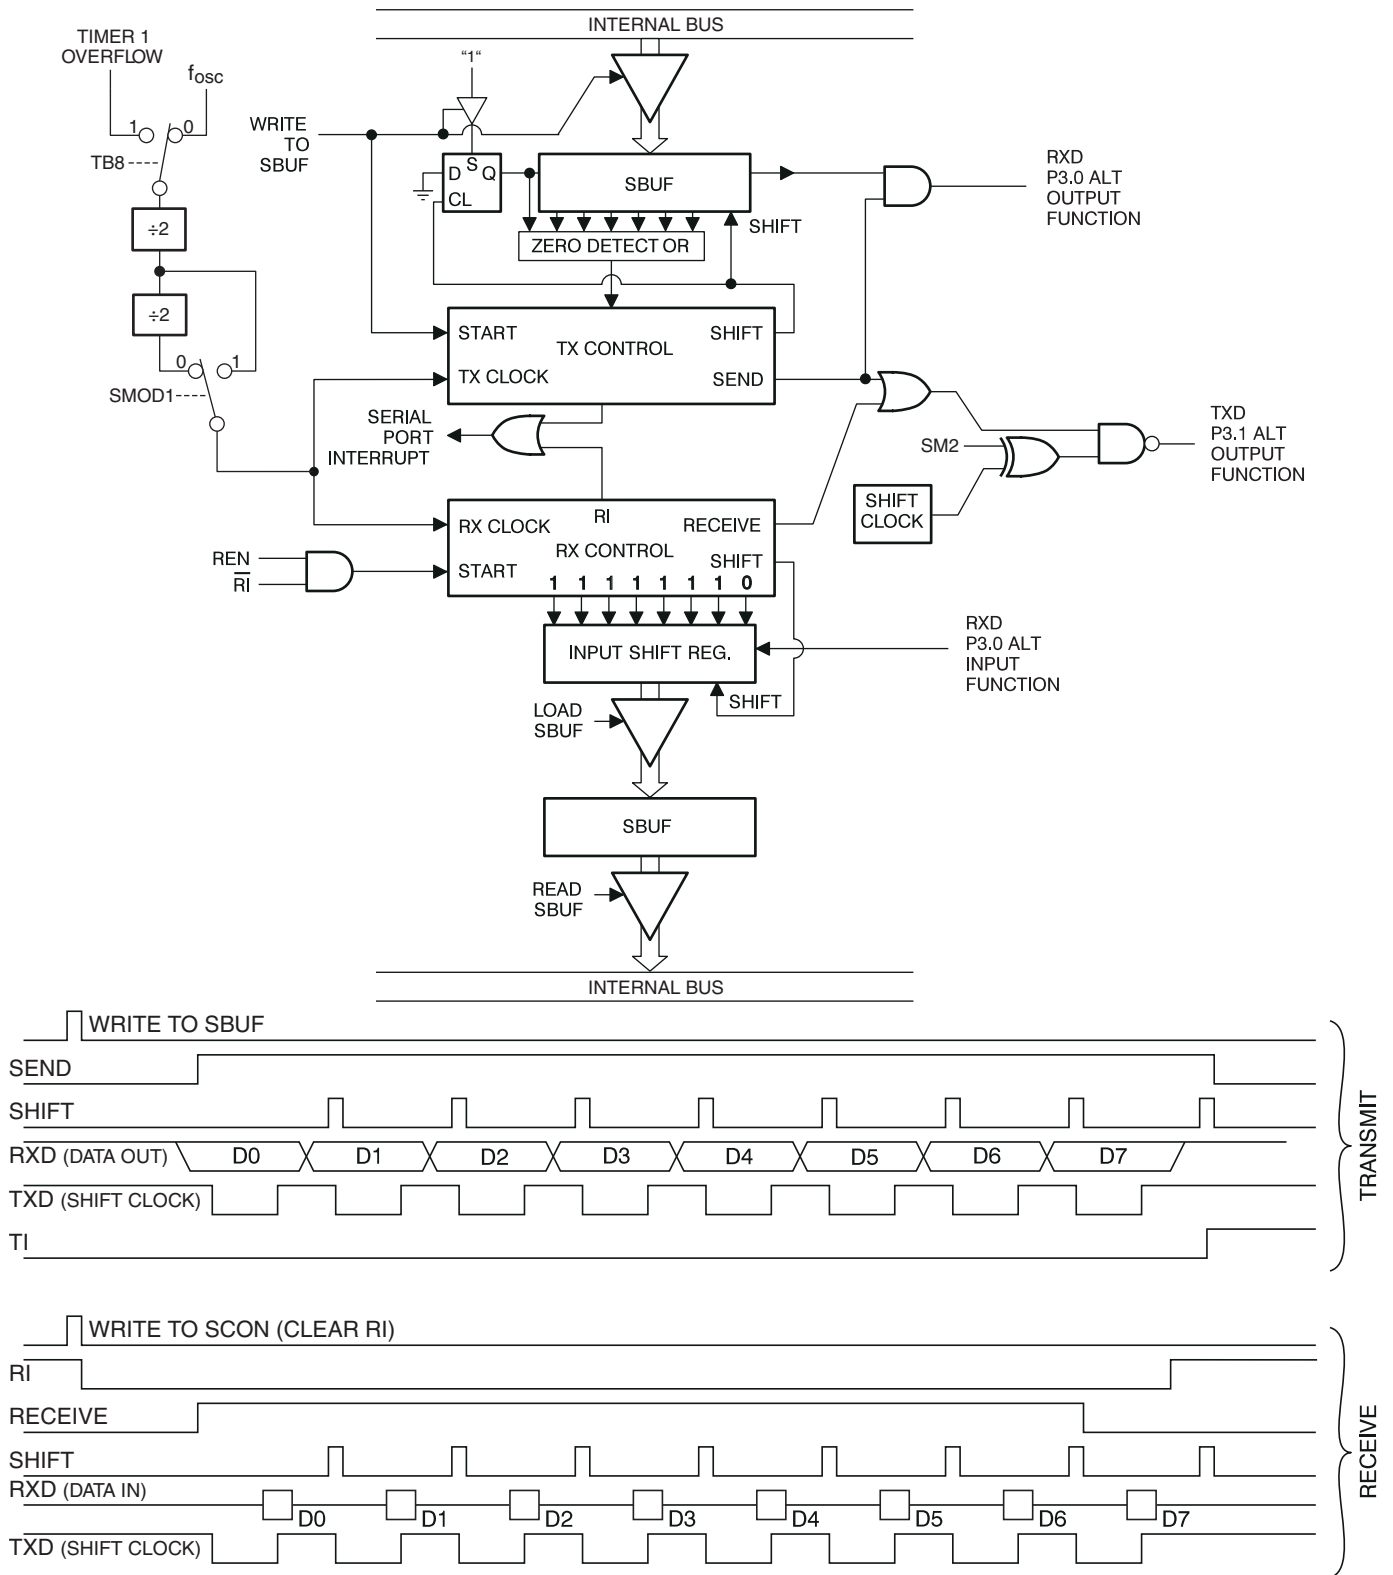 INTERNAL BUS
TIMER 1
OVERFLOW
fosc
"1"
1
0
TB8
WRITE
TO
SBUF
D
S
Q
CL
SBUF
SHIFT
ZERO DETECT OR
RXD
P3.0 ALT
OUTPUT
FUNCTION
÷2
÷2
0
1
SMOD1
START
SHIFT
TX CONTROL
TX CLOCK
SEND
SERIAL
PORT
INTERRUPT
SM2
TXD
P3.1 ALT
OUTPUT
FUNCTION
SHIFT
CLOCK
RX CLOCK
RI
RECEIVE
RX CONTROL
SHIFT
START
1 1 1 1 1 1 1 0
REN
R̅I̅
INPUT SHIFT REG.
RXD
P3.0 ALT
INPUT
FUNCTION
SHIFT
LOAD
SBUF
SBUF
READ
SBUF
INTERNAL BUS
WRITE TO SBUF
SEND
SHIFT
RXD (DATA OUT) D0 D1 D2 D3 D4 D5 D6 D7
TXD (SHIFT CLOCK)
TI
TRANSMIT
WRITE TO SCON (CLEAR RI)
RI
RECEIVE
SHIFT
RXD (DATA IN) D0 D1 D2 D3 D4 D5 D6 D7
TXD (SHIFT CLOCK)
RECEIVE